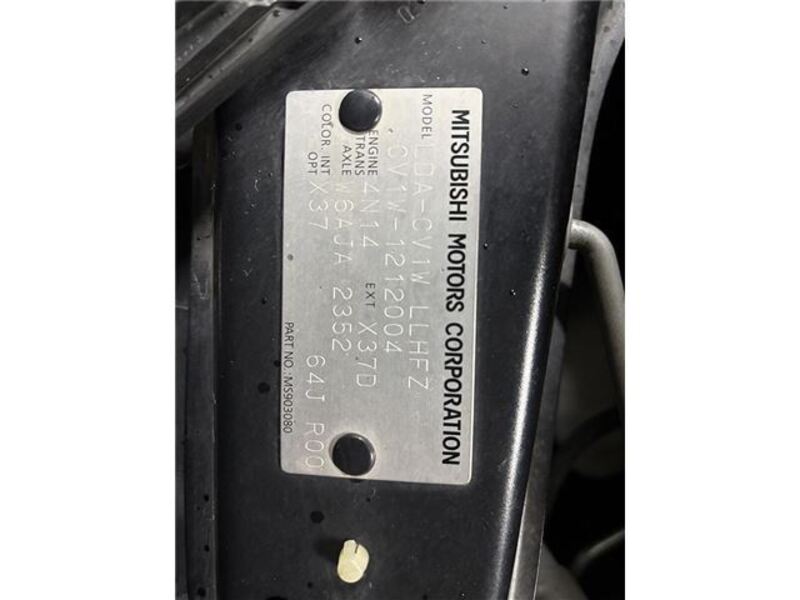 MITSUBISHI MOTORS CORPORATION
MODEL LDA-CV1W LLHFZ
CV1W-1212004
ENGINE 4N14 EXT X37D
TRANS AXLE W6AJA 2352
COLOR, INT OPT X37 64J R00
PART NO.: MS903080